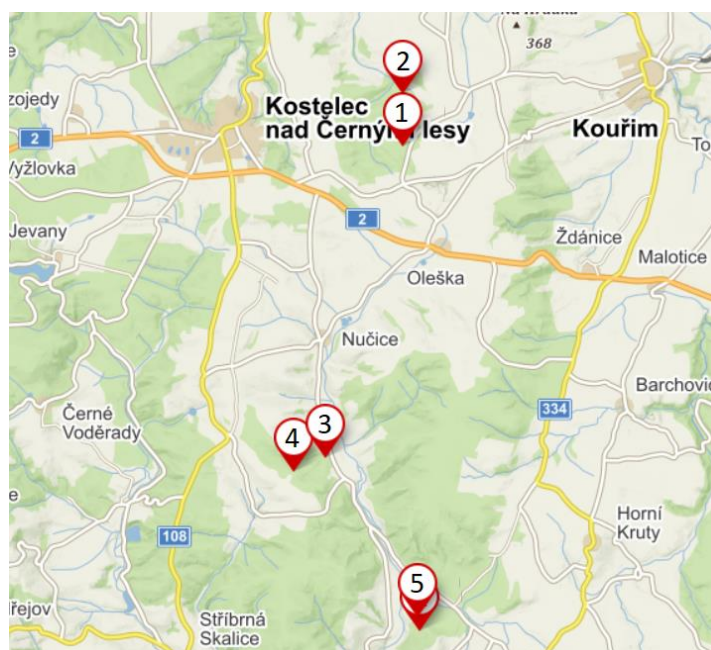 368
2
Kostelec
nad Černými lesy
1
Kouřim
2
Vyžlovka
Jevany
2
Ždánice
Malotice
Oleška
Nučice
Barchovic
334
Černé
Voděrady
4
3
108
Horní
Kruty
5
Stříbrná
Skalice